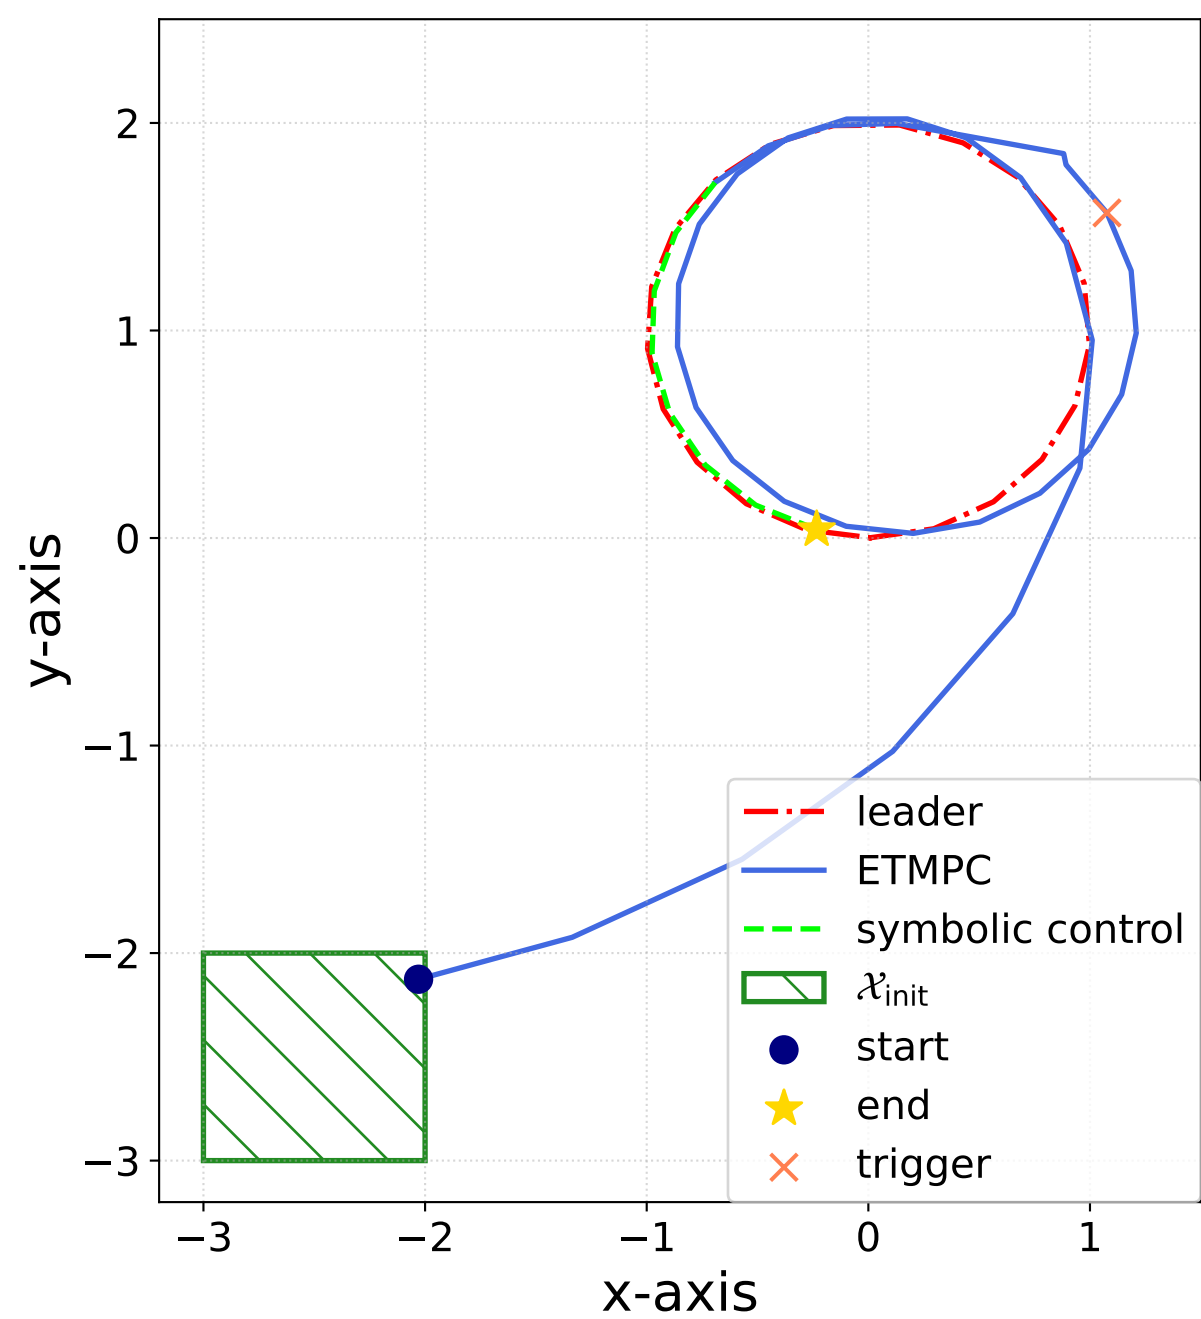 2
1
0
−1
−2
−3
y-axis
leader
ETMPC
symbolic control
𝒳init
start
end
trigger
−3 −2 −1 0 1
x-axis